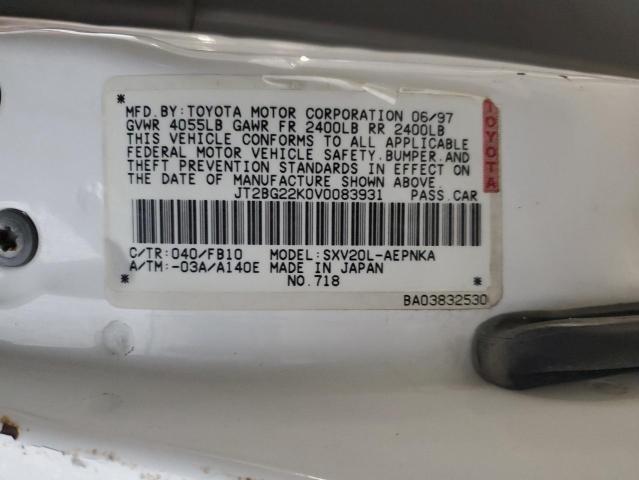 MFD.BY:TOYOTA MOTOR CORPORATION 06/97
GVWR 4055LB GAWR FR 2400LB RR 2400LB
THIS VEHICLE CONFORMS TO ALL APPLICABLE
FEDERAL MOTOR VEHICLE SAFETY,BUMPER,AND
THEFT PREVENTION STANDARDS IN EFFECT ON
THE DATE OF MANUFACTURE SHOWN ABOVE.
JT2BG22K0V0083931 PASS.CAR
C/TR:040/FB10 MODEL:SXV20L-AEPNKA
A/TM:-03A/A140E MADE IN JAPAN
NO.718
BA03832530
TOYOTA